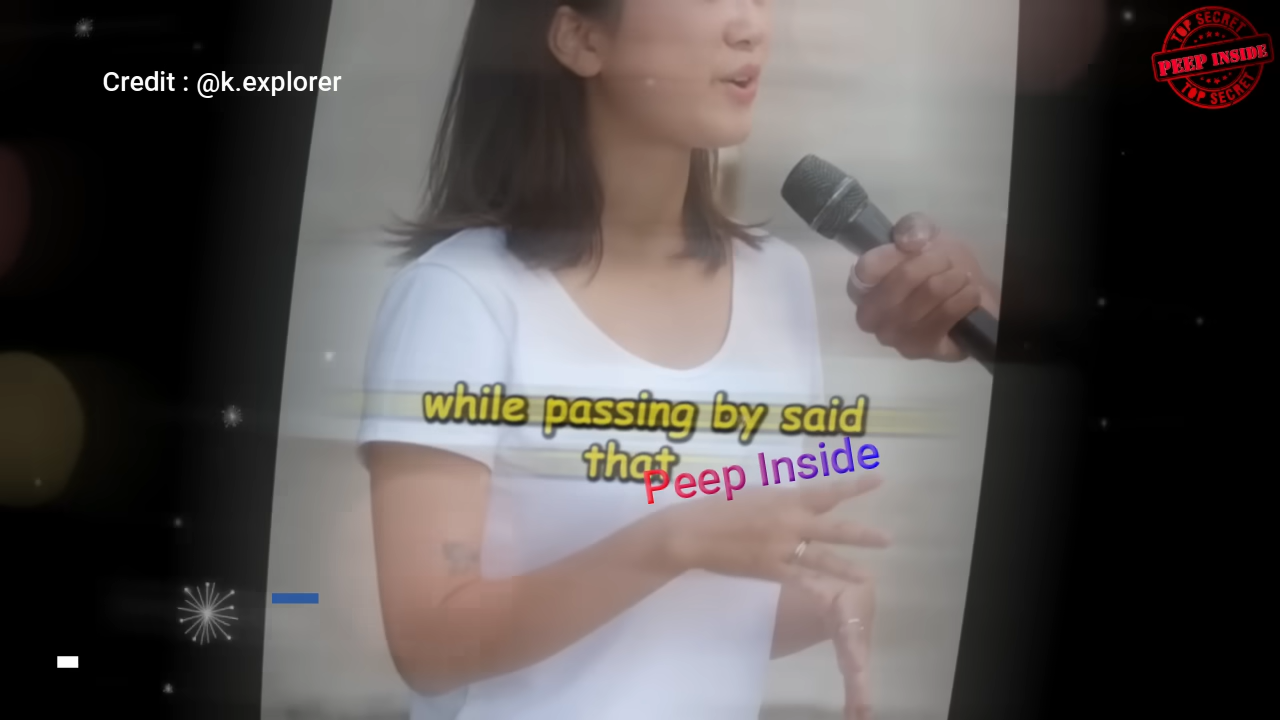 Credit : @k.explorer
TOP SECRET
PEEP INSIDE
TOP SECRET
while passing by said
that
Peep Inside